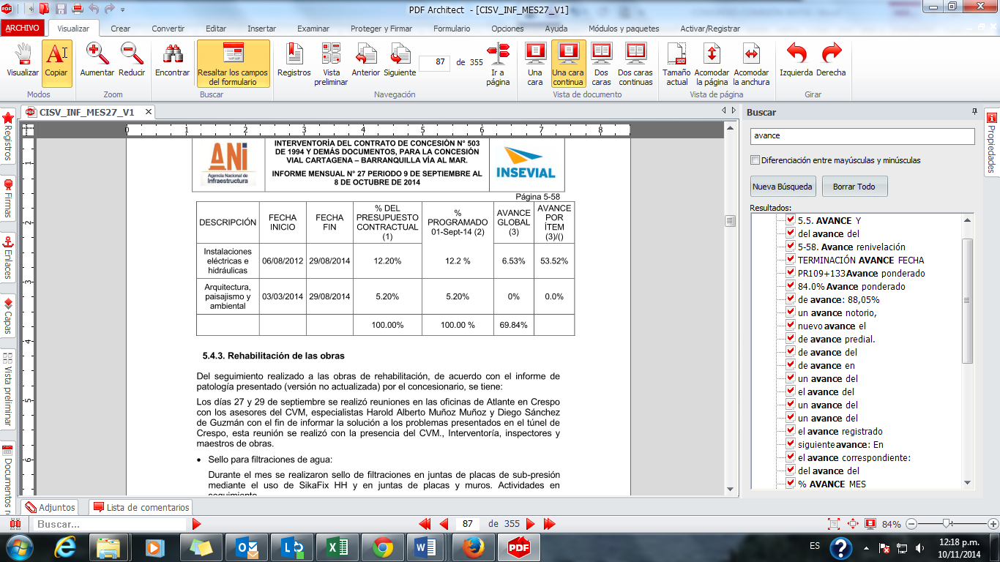 PDF Architect - [CISV_INF_MES27_V1]
ARCHIVO Visualizar Crear Convertir Editar Insertar Examinar Proteger y Firmar Formulario Opciones Ayuda Módulos y paquetes Activar/Registrar
Visualizar Copiar Aumentar Reducir Encontrar Resaltar los campos del formulario Registros Vista preliminar Anterior Siguiente 87 de 355 Ir a página Una cara Una cara continua Dos caras Dos caras continuas Tamaño actual Acomodar la página Acomodar la anchura Izquierda Derecha
Modos Zoom Buscar Navegación Vista de documento Vista de página Girar
CISV_INF_MES27_V1
Registros
Firmas
Enlaces
Capas
Vista preliminar
Documentos r
0 1 2 3 4 5 6 7 8
1
2
3
4
5
6
ANI
Agencia Nacional de
Infraestructura
INTERVENTORÍA DEL CONTRATO DE CONCESIÓN N° 503
DE 1994 Y DEMÁS DOCUMENTOS, PARA LA CONCESIÓN
VIAL CARTAGENA – BARRANQUILLA VÍA AL MAR.
INFORME MENSUAL N° 27 PERIODO 9 DE SEPTIEMBRE AL
8 DE OCTUBRE DE 2014
INSEVIAL
Página 5-58
DESCRIPCIÓN FECHA INICIO FECHA FIN % DEL PRESUPUESTO CONTRACTUAL (1) % PROGRAMADO 01-Sept-14 (2) AVANCE GLOBAL (3) AVANCE POR ÍTEM (3)/()
Instalaciones eléctricas e hidráulicas 06/08/2012 29/08/2014 12.20% 12.2 % 6.53% 53.52%
Arquitectura, paisajismo y ambiental 03/03/2014 29/08/2014 5.20% 5.20% 0% 0.0%
100.00% 100.00 % 69.84%
5.4.3. Rehabilitación de las obras
Del seguimiento realizado a las obras de rehabilitación, de acuerdo con el informe de
patología presentado (versión no actualizada) por el concesionario, se tiene:
Los días 27 y 29 de septiembre se realizó reuniones en las oficinas de Atlante en Crespo
con los asesores del CVM, especialistas Harold Alberto Muñoz Muñoz y Diego Sánchez
de Guzmán con el fin de informar la solución a los problemas presentados en el túnel de
Crespo, esta reunión se realizó con la presencia del CVM., Interventoría, inspectores y
maestros de obras.
• Sello para filtraciones de agua:
Durante el mes se realizaron sello de filtraciones en juntas de placas de sub-presión
mediante el uso de SikaFix HH y en juntas de placas y muros. Actividades en
seguimiento.
Buscar
avance
Diferenciación entre mayúsculas y minúsculas
Nueva Búsqueda Borrar Todo
Resultados:
5.5. AVANCE Y
del avance del
5-58. Avance renivelación
TERMINACIÓN AVANCE FECHA
PR109+133Avance ponderado
84.0% Avance ponderado
de avance: 88,05%
un avance notorio,
nuevo avance el
de avance predial.
de avance del
de avance en
un avance del
el avance del
un avance del
un avance del
el avance registrado
siguiente avance: En
el avance correspondiente:
del avance del
% AVANCE MES
Propiedades
Adjuntos Lista de comentarios
Buscar... 87 de 355 84%
PDF
ES 12:18 p.m.
10/11/2014